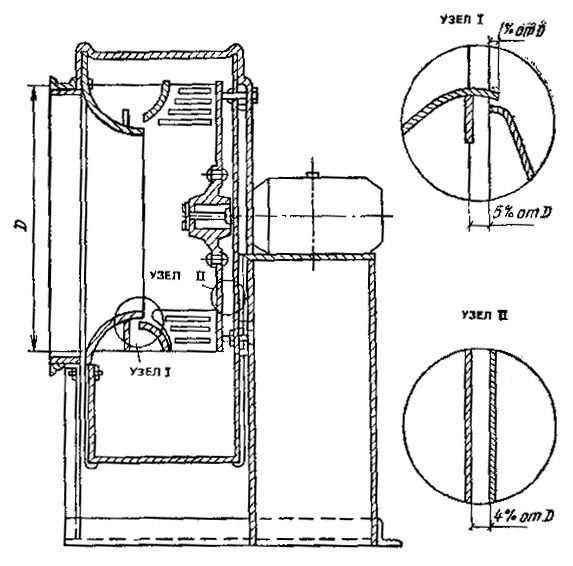 УЗЕЛ I
1% от D
D
5% от D
УЗЕЛ II
УЗЕЛ I
УЗЕЛ II
4% от D